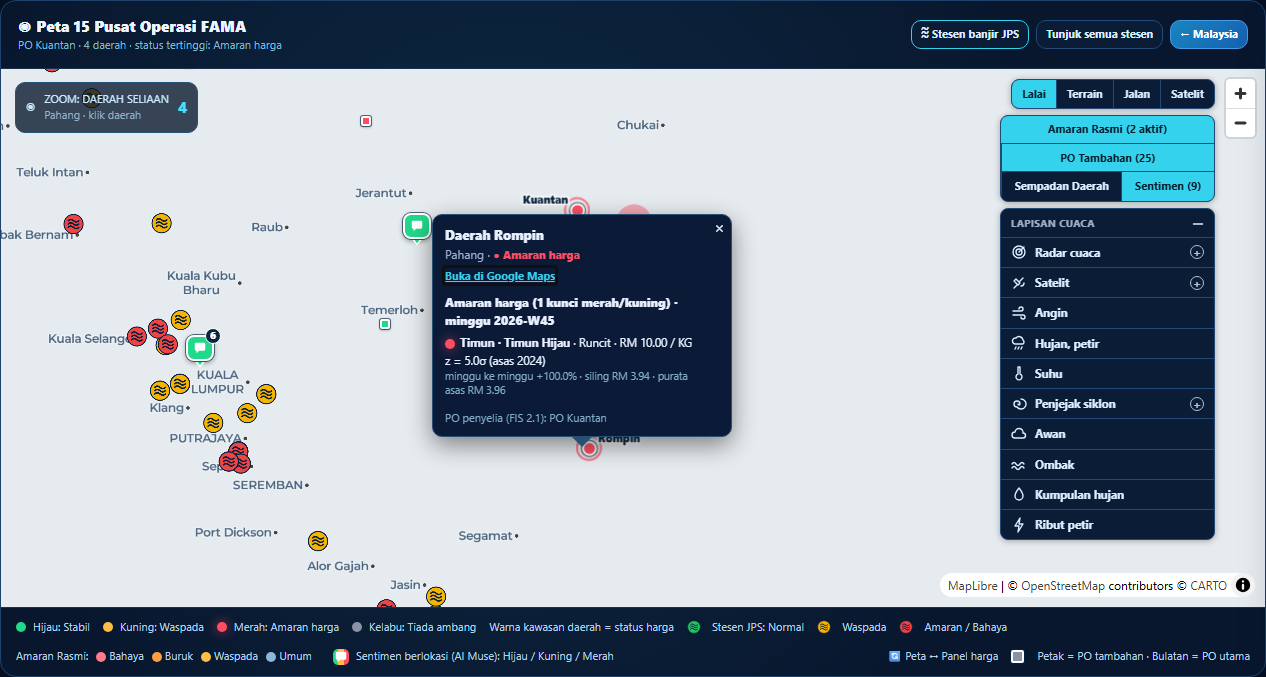 Peta 15 Pusat Operasi FAMA
PO Kuantan · 4 daerah · status tertinggi: Amaran harga
Stesen banjir JPS
Tunjuk semua stesen
← Malaysia
ZOOM: DAERAH SELIAAN
Pahang · klik daerah
4
Lalai
Terrain
Jalan
Satelit
+
−
Amaran Rasmi (2 aktif)
PO Tambahan (25)
Sempadan Daerah
Sentimen (9)
LAPISAN CUACA
Radar cuaca
Satelit
Angin
Hujan, petir
Suhu
Penjejak siklon
Awan
Ombak
Kumpulan hujan
Ribut petir
Chukai
Teluk Intan
Jerantut
Kuantan
bak Bernam
Raub
Kuala Kubu
Bharu
Temerloh
Kuala Selang
6
KUALA
LUMPUR
Klang
PUTRAJAYA
Sep
SEREMBAN
Port Dickson
Segamat
Alor Gajah
Jasin
Rompin
Daerah Rompin
×
Pahang · • Amaran harga
Buka di Google Maps
Amaran harga (1 kunci merah/kuning) ·
minggu 2026-W45
Timun · Timun Hijau · Runcit · RM 10.00 / KG
z = 5.0σ (asas 2024)
minggu ke minggu +100.0% · siling RM 3.94 · purata
asas RM 3.96
PO penyelia (FIS 2.1): PO Kuantan
MapLibre | © OpenStreetMap contributors © CARTO
Hijau: Stabil
Kuning: Waspada
Merah: Amaran harga
Kelabu: Tiada ambang
Warna kawasan daerah = status harga
Stesen JPS: Normal
Waspada
Amaran / Bahaya
Amaran Rasmi:
Bahaya
Buruk
Waspada
Umum
Sentimen berlokasi (AI Muse): Hijau / Kuning / Merah
Peta ↔ Panel harga
Petak = PO tambahan · Bulatan = PO utama